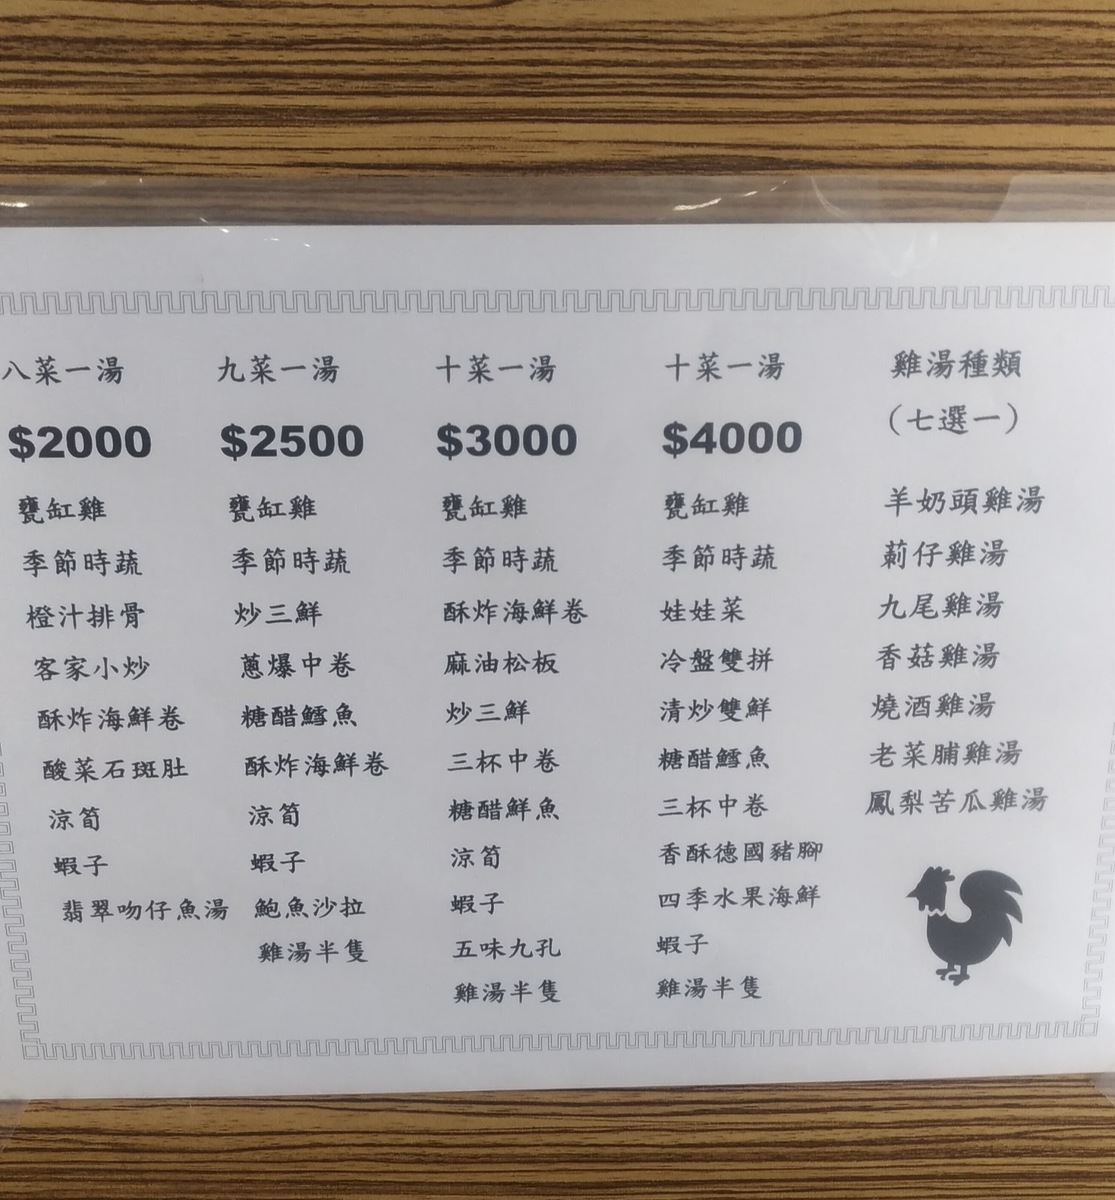 八菜一湯
$2000
甕缸雞
季節時蔬
橙汁排骨
客家小炒
酥炸海鮮卷
酸菜石斑肚
涼筍
蝦子
翡翠吻仔魚湯
九菜一湯
$2500
甕缸雞
季節時蔬
炒三鮮
蔥爆中卷
糖醋鱈魚
酥炸海鮮卷
涼筍
蝦子
鮑魚沙拉
雞湯半隻
十菜一湯
$3000
甕缸雞
季節時蔬
酥炸海鮮卷
麻油松板
炒三鮮
三杯中卷
糖醋鮮魚
涼筍
蝦子
五味九孔
雞湯半隻
十菜一湯
$4000
甕缸雞
季節時蔬
娃娃菜
冷盤雙拼
清炒雙鮮
糖醋鱈魚
三杯中卷
香酥德國豬腳
四季水果海鮮
蝦子
雞湯半隻
雞湯種類
(七選一)
羊奶頭雞湯
莿仔雞湯
九尾雞湯
香菇雞湯
燒酒雞湯
老菜脯雞湯
鳳梨苦瓜雞湯